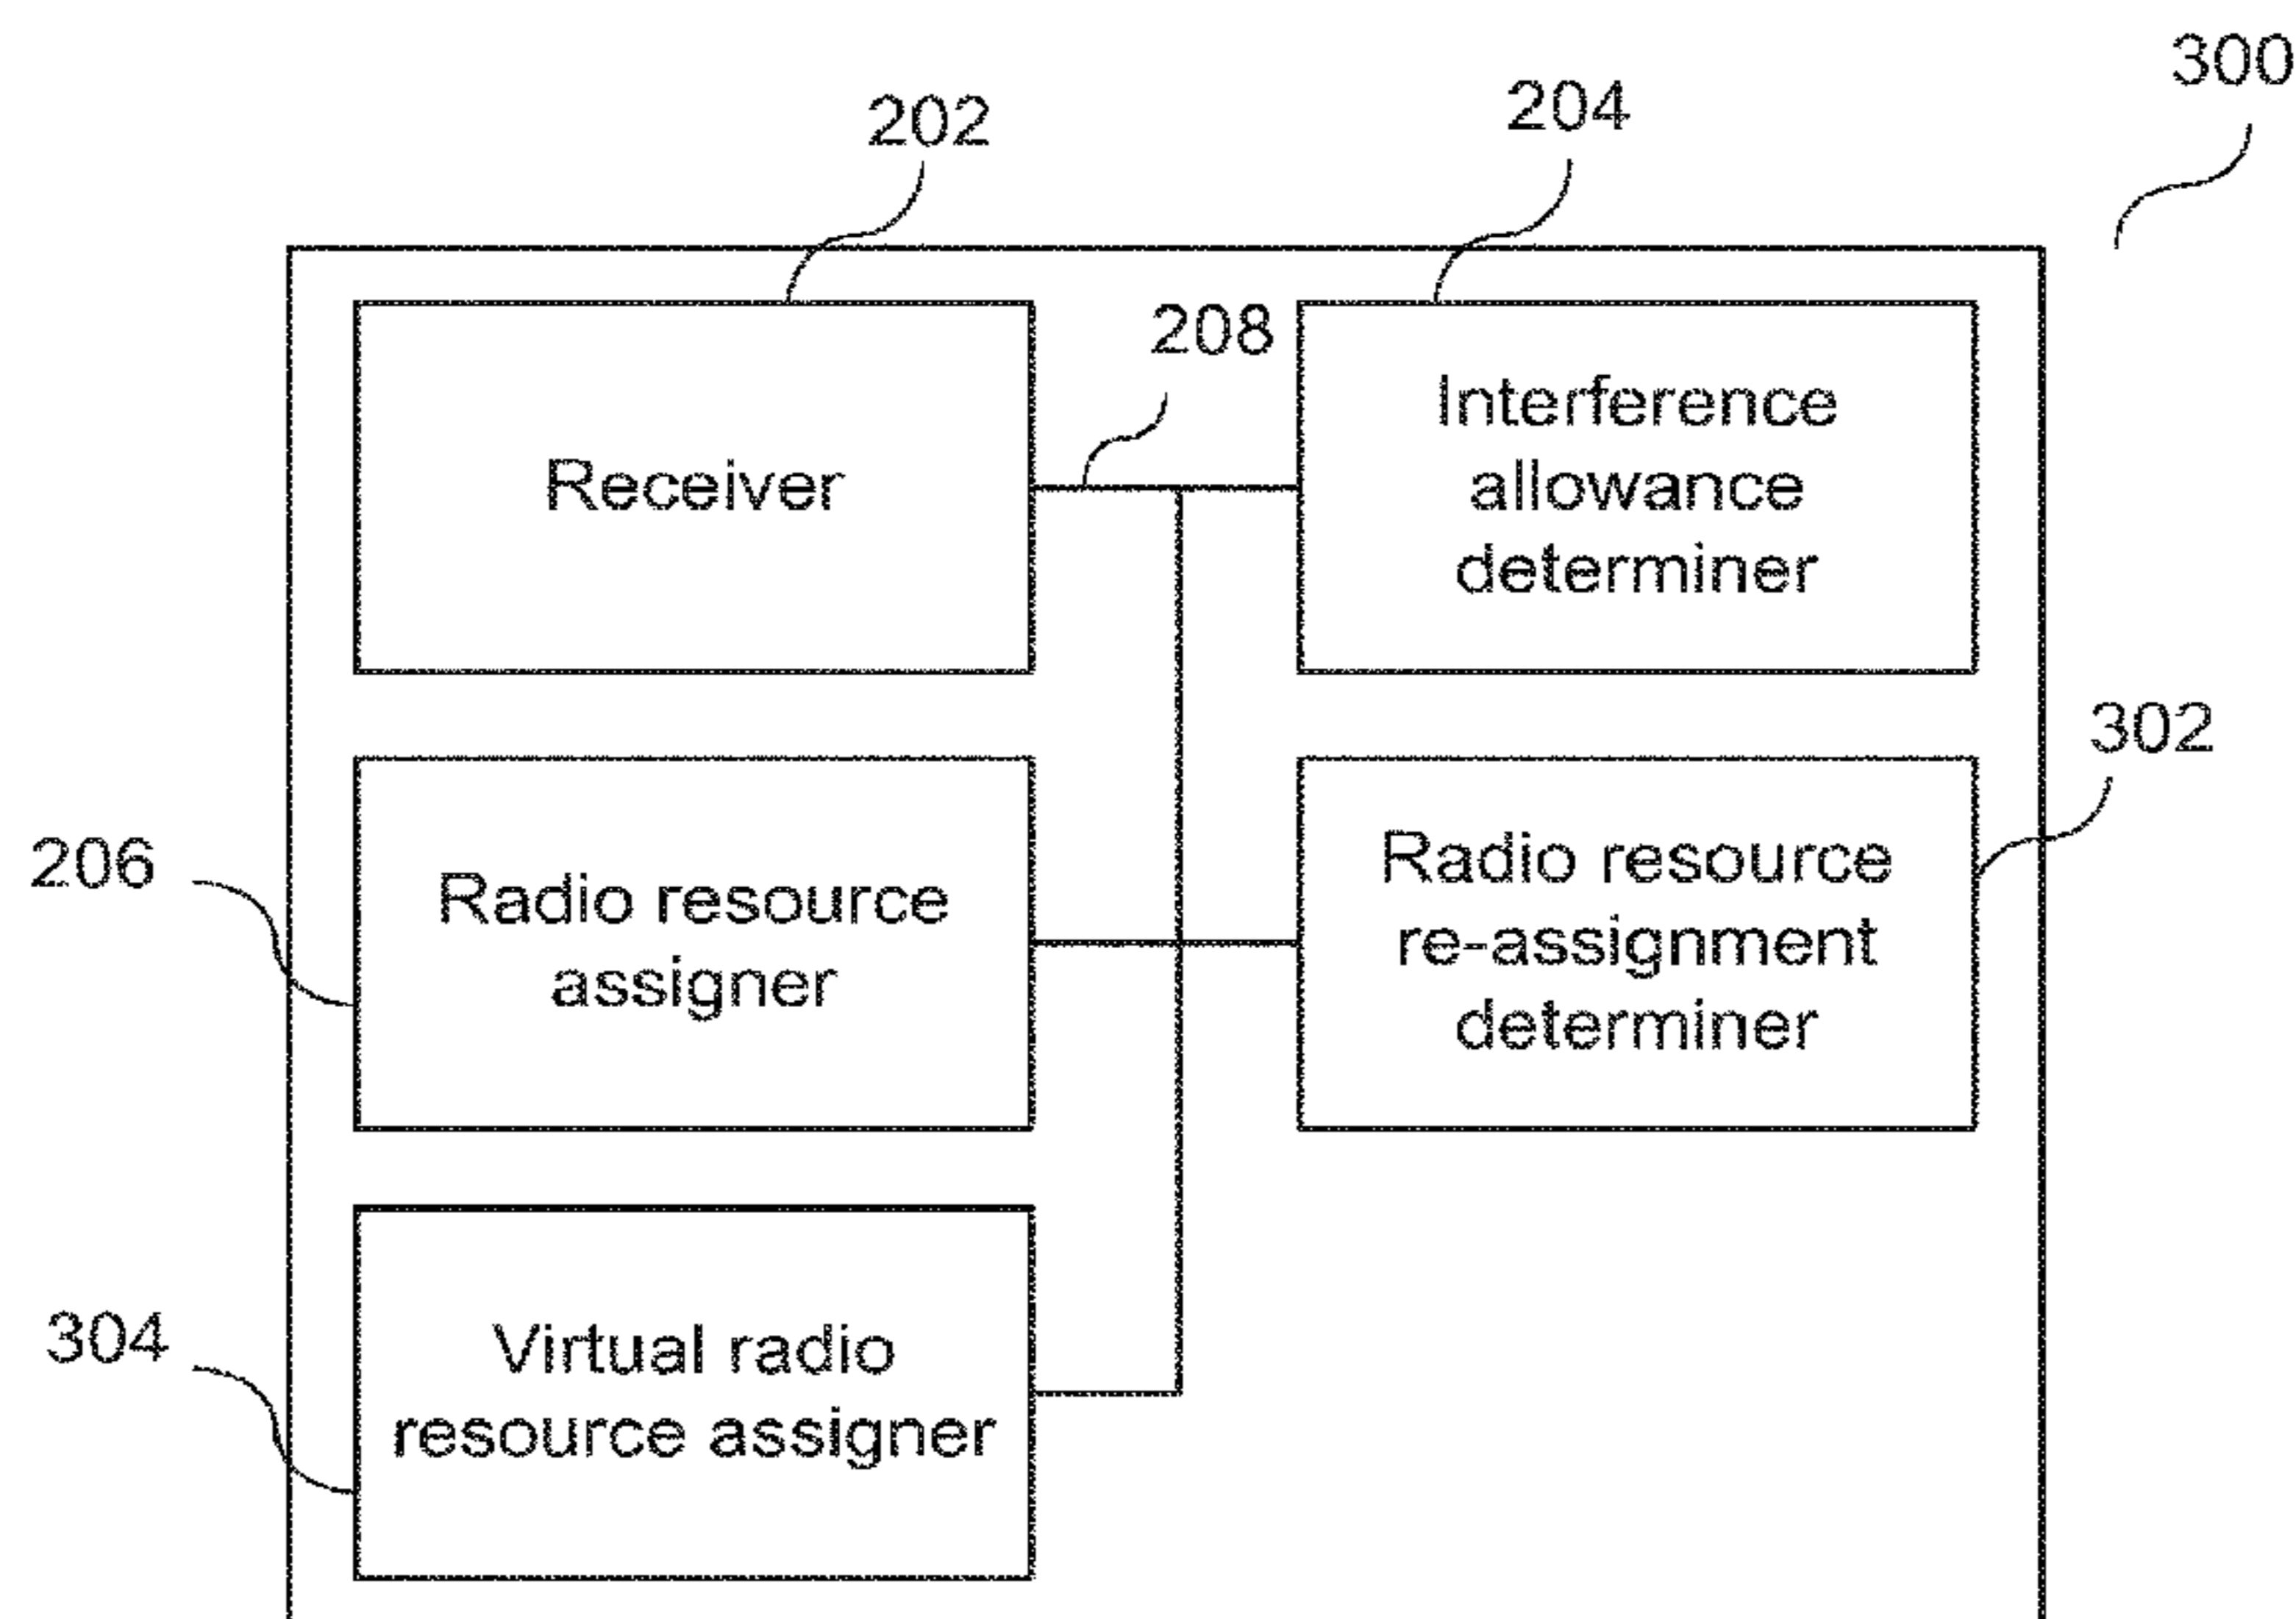 300
202
204
208
Receiver
Interference
allowance
determiner
302
206
Radio resource
assigner
Radio resource
re-assignment
determiner
304
Virtual radio
resource assigner